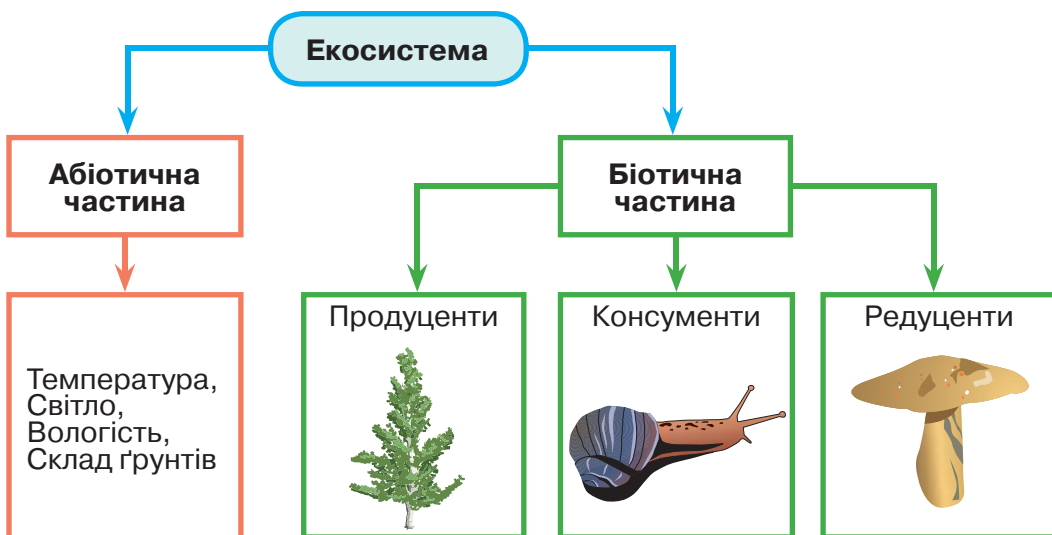 Екосистема
Абіотична
частина
Біотична
частина
Продуценти
Консументи
Редуценти
Температура,
Світло,
Вологість,
Склад ґрунтів